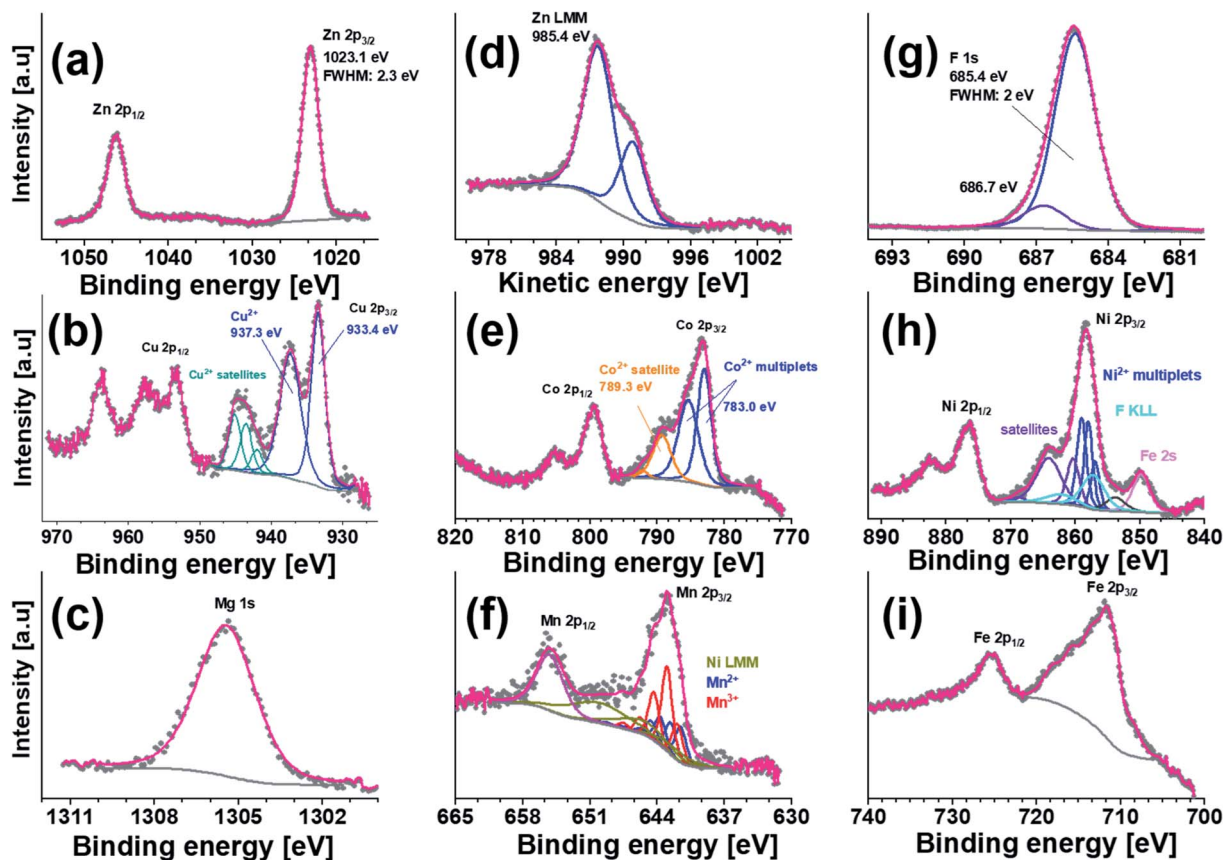 Intensity [a.u]
(a)
Zn 2p1/2
Zn 2p3/2
1023.1 eV
FWHM: 2.3 eV
1050 1040 1030 1020
Binding energy [eV]
(d)
Zn LMM
985.4 eV
978 984 990 996 1002
Kinetic energy [eV]
(g)
F 1s
685.4 eV
FWHM: 2 eV
686.7 eV
693 690 687 684 681
Binding energy [eV]
Intensity [a.u]
(b)
Cu 2p1/2
Cu2+ satellites
Cu2+
937.3 eV
Cu 2p3/2
933.4 eV
970 960 950 940 930
Binding energy [eV]
(e)
Co 2p1/2
Co2+ satellite
789.3 eV
Co 2p3/2
Co2+ multiplets
783.0 eV
820 810 800 790 780 770
Binding energy [eV]
(h)
Ni 2p1/2
Ni 2p3/2
Ni2+ multiplets
F KLL
satellites
Fe 2s
890 880 870 860 850 840
Binding energy [eV]
Intensity [a.u]
(c)
Mg 1s
1311 1308 1305 1302
Binding energy [eV]
(f)
Mn 2p1/2
Mn 2p3/2
Ni LMM
Mn2+
Mn3+
665 658 651 644 637 630
Binding energy [eV]
(i)
Fe 2p1/2
Fe 2p3/2
740 730 720 710 700
Binding energy [eV]